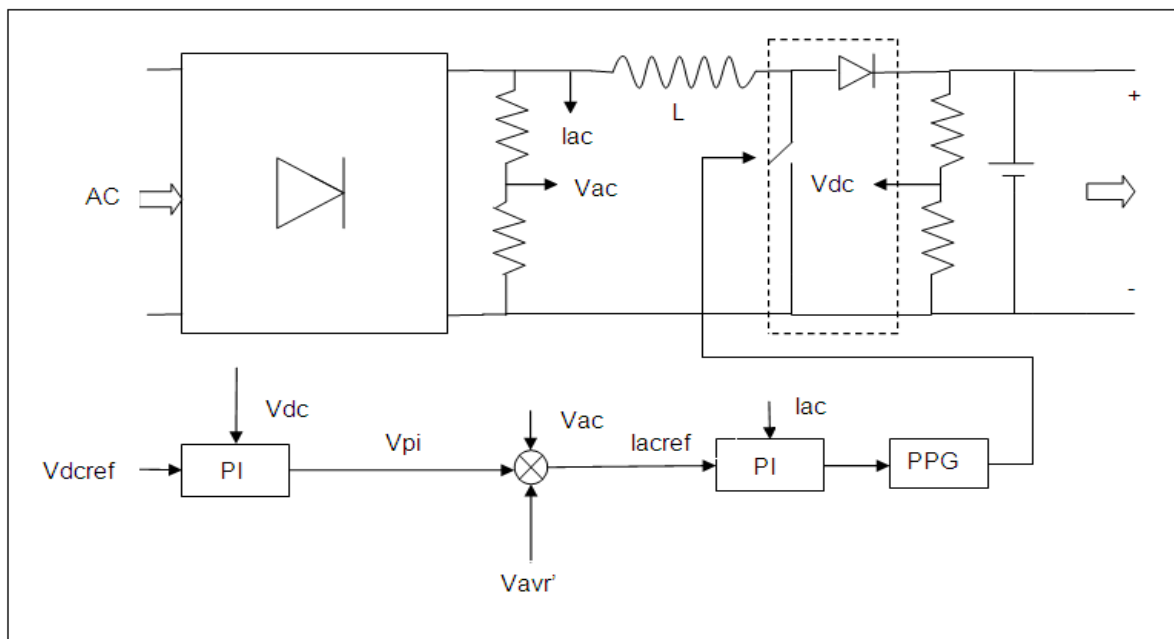 L
+
Iac
AC
Vac
Vdc
-
Vdc
Vac
Iac
Vpi
Iacref
Vdcref
PI
PI
PPG
Vavr'